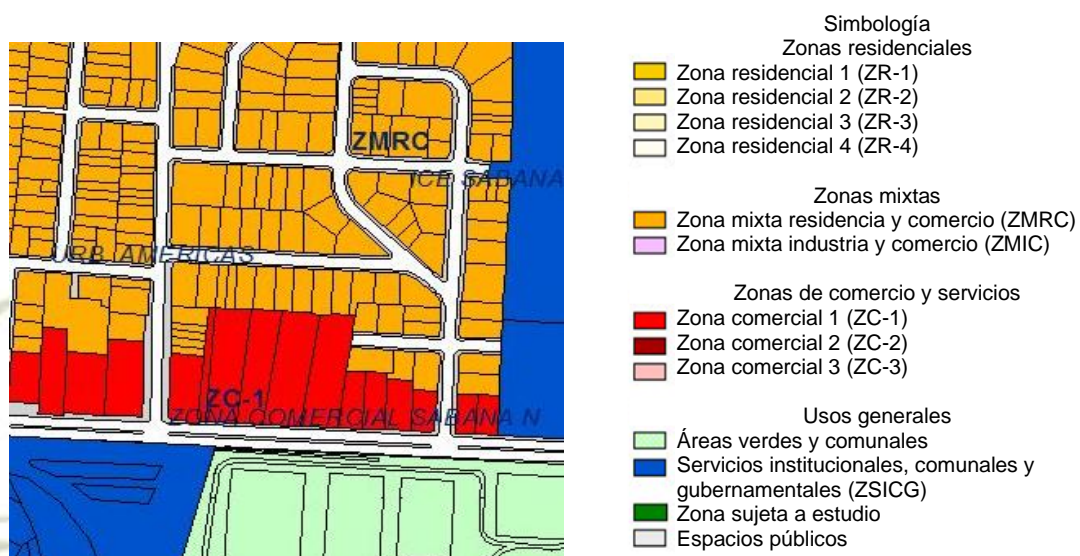 ZMRC
ICE SABANA
URB. AMERICAS
ZC-1
ZONA COMERCIAL SABANA N
Simbología
Zonas residenciales
Zona residencial 1 (ZR-1)
Zona residencial 2 (ZR-2)
Zona residencial 3 (ZR-3)
Zona residencial 4 (ZR-4)
Zonas mixtas
Zona mixta residencia y comercio (ZMRC)
Zona mixta industria y comercio (ZMIC)
Zonas de comercio y servicios
Zona comercial 1 (ZC-1)
Zona comercial 2 (ZC-2)
Zona comercial 3 (ZC-3)
Usos generales
Áreas verdes y comunales
Servicios institucionales, comunales y
gubernamentales (ZSICG)
Zona sujeta a estudio
Espacios públicos